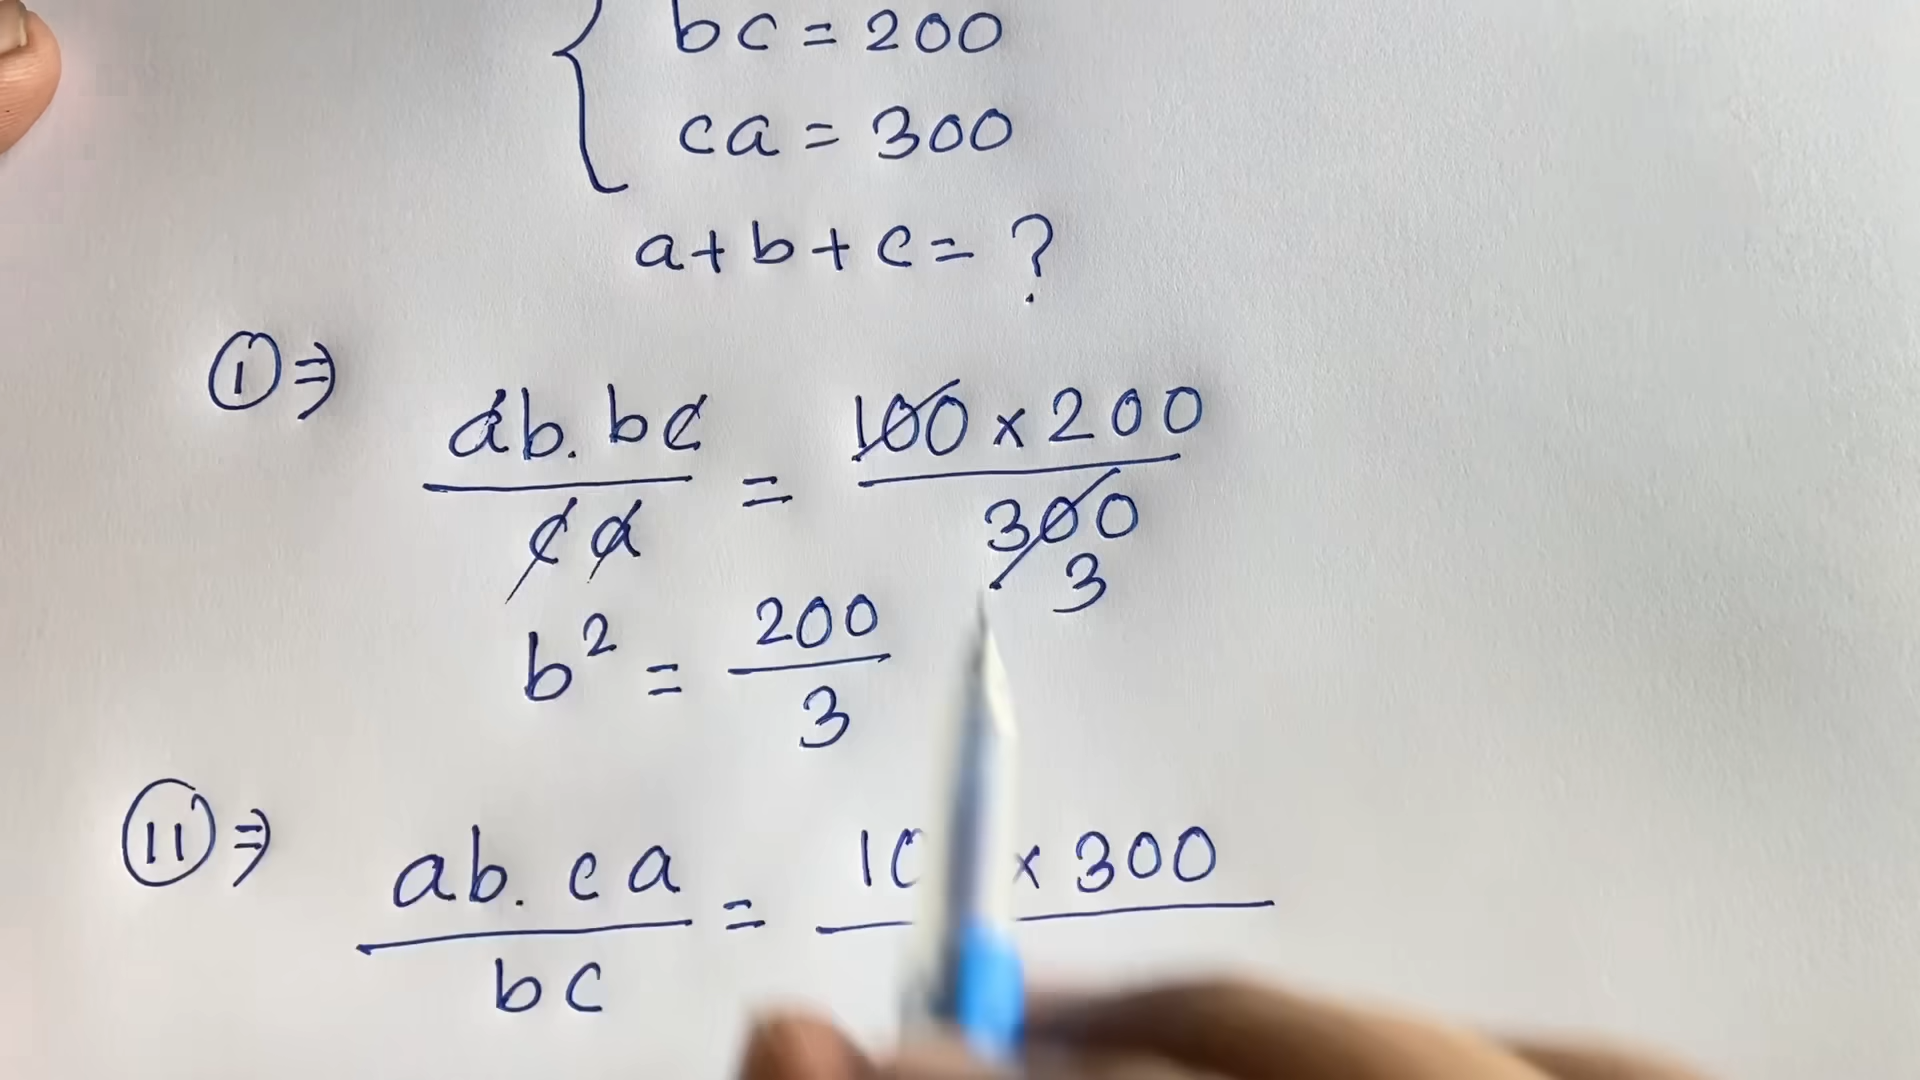 bc = 200
ca = 300
a+b+c = ?
① ⇒
ab. bc / ca = 100 × 200 / 300
3
b² = 200 / 3
⑪ ⇒
ab. ca / bc = × 300